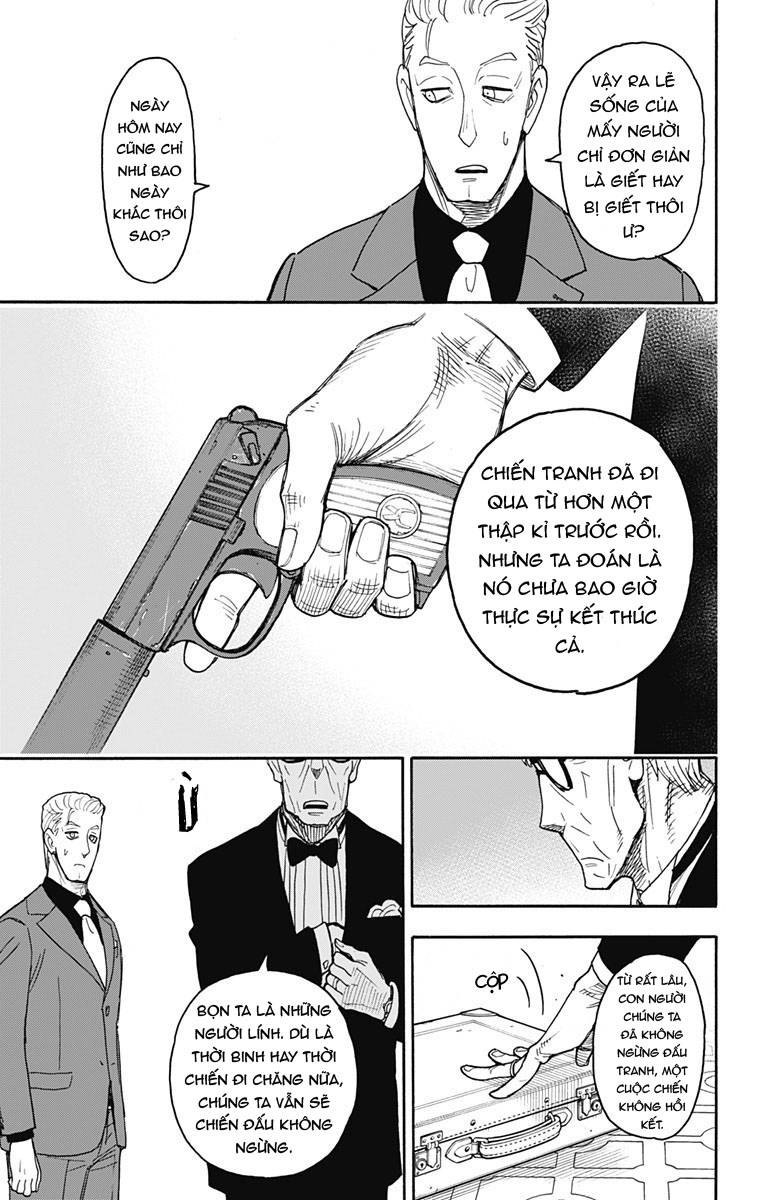 VẬY RA LẼ
SỐNG CỦA
MẤY NGƯỜI
CHỈ ĐƠN GIẢN
LÀ GIẾT HAY
BỊ GIẾT THÔI
Ư?
NGÀY
HÔM NAY
CŨNG CHỈ
NHƯ BAO
NGÀY
KHÁC THÔI
SAO?
CHIẾN TRANH ĐÃ ĐI
QUA TỪ HƠN MỘT
THẬP KỈ TRƯỚC RỒI.
NHƯNG TA ĐOÁN LÀ
NÓ CHƯA BAO GIỜ
THỰC SỰ KẾT THÚC
CẢ.
TỪ RẤT LÂU,
CON NGƯỜI
CHÚNG TA
ĐÃ KHÔNG
NGỪNG ĐẤU
TRANH, MỘT
CUỘC CHIẾN
KHÔNG HỒI
KẾT.
CỘP
Ù
BỌN TA LÀ NHỮNG
NGƯỜI LÍNH. DÙ LÀ
THỜI BINH HAY THỜI
CHIẾN ĐI CHĂNG NỮA,
CHÚNG TA VẪN SẼ
CHIẾN ĐẤU KHÔNG
NGỪNG.